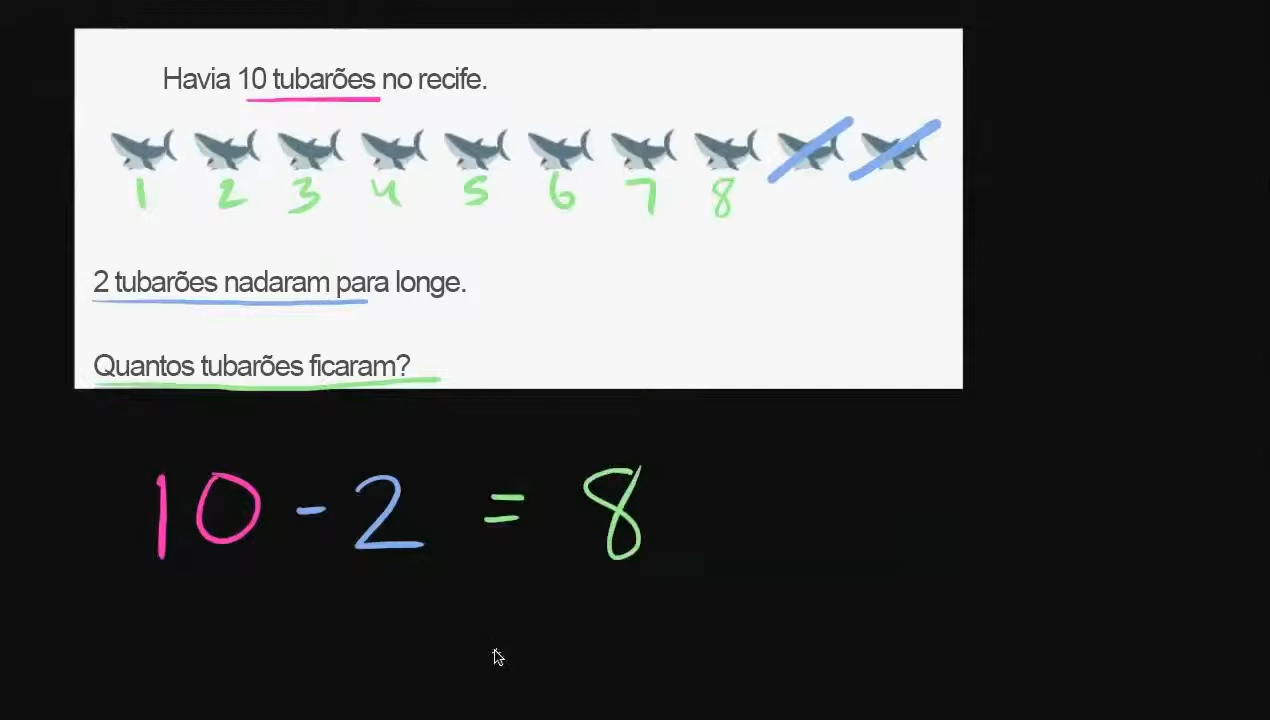 Havia 10 tubarões no recife.
1 2 3 4 5 6 7 8
2 tubarões nadaram para longe.
Quantos tubarões ficaram?
10 - 2 = 8